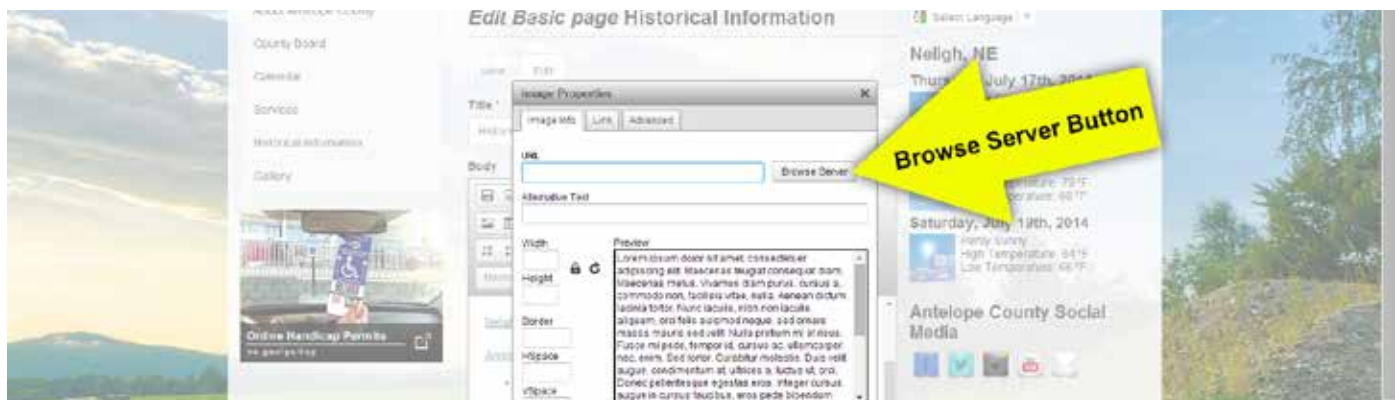 About Antelope County
County Board
Calendar
Services
Historical Information
Gallery
Online Handicap Permits
Edit Basic page Historical Information
View
Edit
Title *
Body
Image Properties
Image Info
Link
Advanced
URL
Browse Server
Alternative Text
Width
Height
Border
HSpace
VSpace
Preview
Lorem ipsum dolor sit amet, consectetuer
adipiscing elit. Maecenas feugiat consequat diam.
Maecenas metus. Vivamus diam purus, cursus a,
commodo non, facilisis vitae, nulla. Aenean dictum
lacinia tortor. Nunc iaculis, nibh non iaculis
aliquam, orci felis euismod neque, sed ornare
massa mauris sed velit. Nulla pretium mi et risus.
Fusce mi pede, tempor id, cursus ac, ullamcorper
nec, enim. Sed tortor. Curabitur molestie. Duis velit
augue, condimentum at, ultrices a, luctus ut, orci.
Donec pellentesque egestas eros. Integer cursus,
augue in cursus faucibus, eros pede bibendum
Select Language
Neligh, NE
July 17th, 2014
Browse Server Button
Saturday, July 19th, 2014
Partly Sunny
High Temperature: 84°F
Low Temperature: 66°F
Antelope County Social
Media